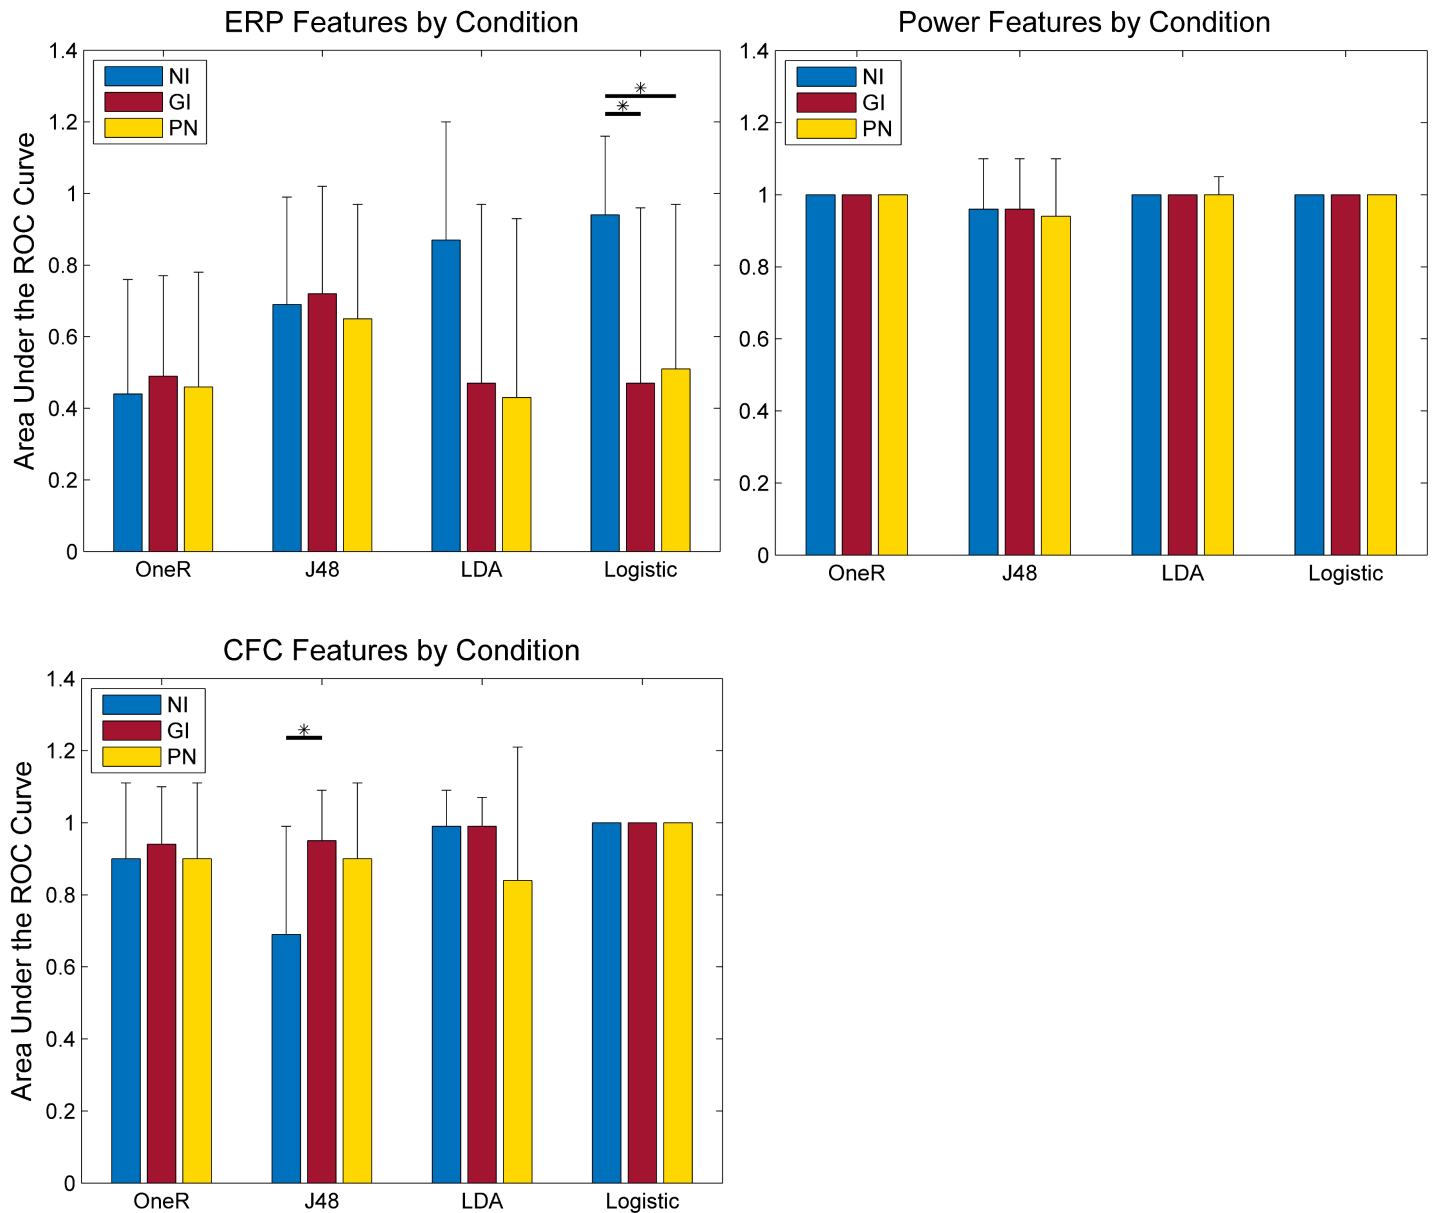 ERP Features by Condition
Area Under the ROC Curve
1.4
1.2
1
0.8
0.6
0.4
0.2
0
NI
GI
PN
*
*
OneR J48 LDA Logistic
Power Features by Condition
1.4
1.2
1
0.8
0.6
0.4
0.2
0
NI
GI
PN
OneR J48 LDA Logistic
CFC Features by Condition
Area Under the ROC Curve
1.4
1.2
1
0.8
0.6
0.4
0.2
0
NI
GI
PN
*
OneR J48 LDA Logistic